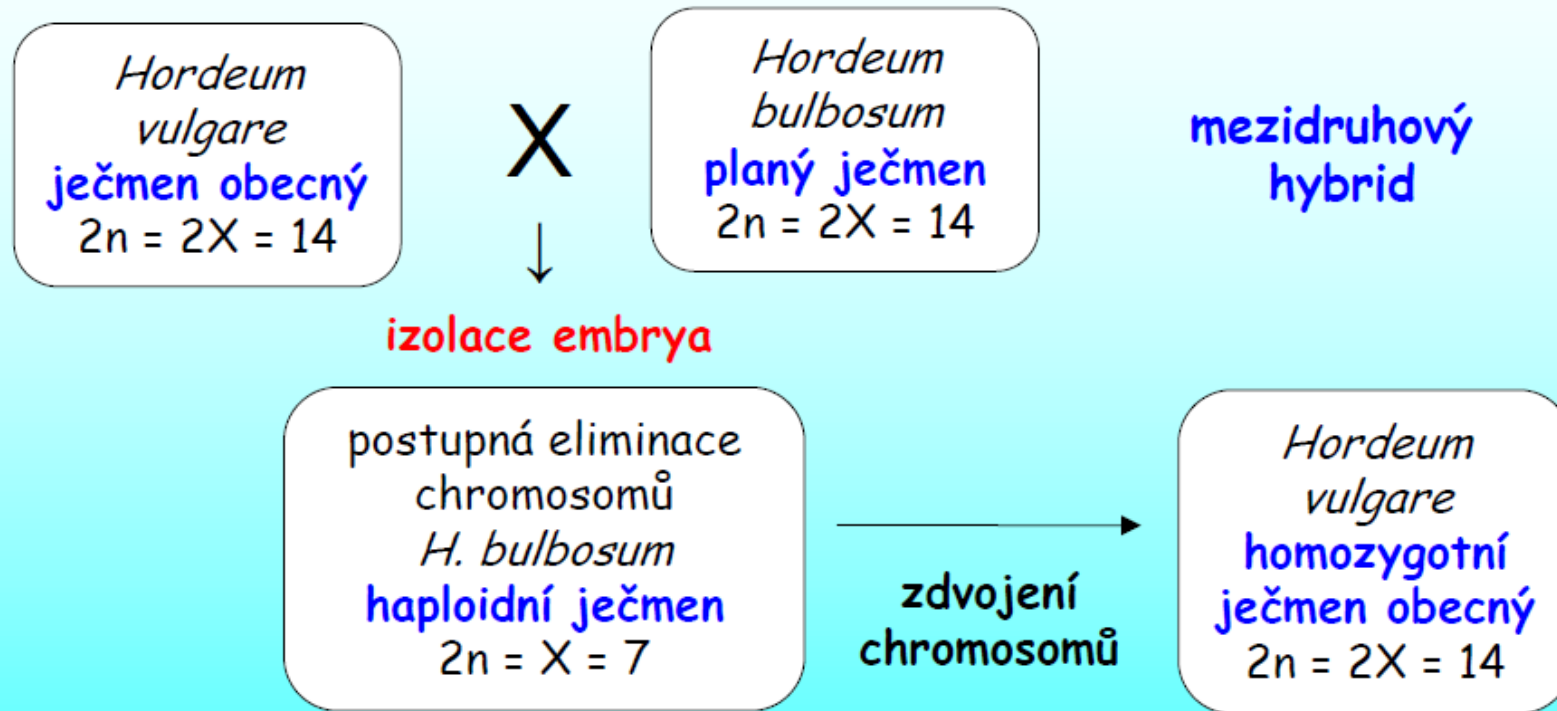 Hordeum
vulgare
ječmen obecný
2n = 2X = 14
X
↓
Hordeum
bulbosum
planý ječmen
2n = 2X = 14
mezidruhový
hybrid
izolace embrya
postupná eliminace
chromosomů
H. bulbosum
haploidní ječmen
2n = X = 7
zdvojení
chromosomů
Hordeum
vulgare
homozygotní
ječmen obecný
2n = 2X = 14